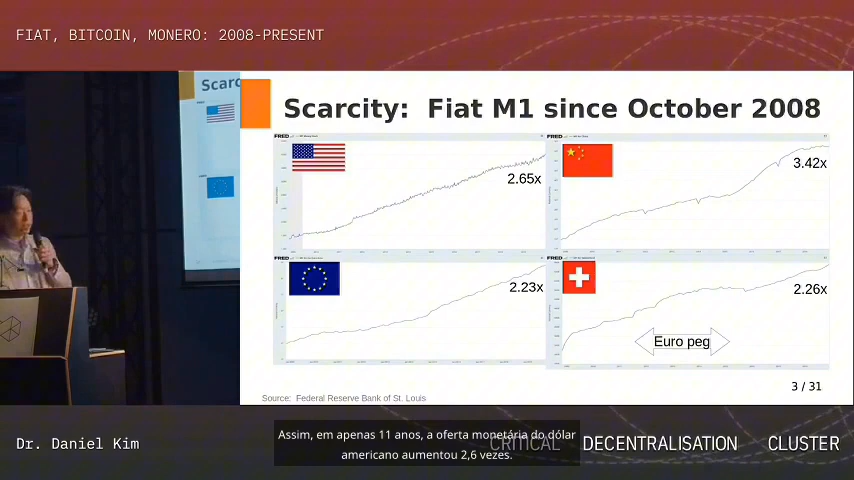 FIAT, BITCOIN, MONERO: 2008-PRESENT
Scarc
Scarcity: Fiat M1 since October 2008
FRED
2.65x
FRED
3.42x
FRED
2.23x
FRED
2.26x
Euro peg
3 / 31
Source: Federal Reserve Bank of St. Louis
Dr. Daniel Kim
CRITICAL DECENTRALISATION CLUSTER
Assim, em apenas 11 anos, a oferta monetária do dólar
americano aumentou 2,6 vezes.